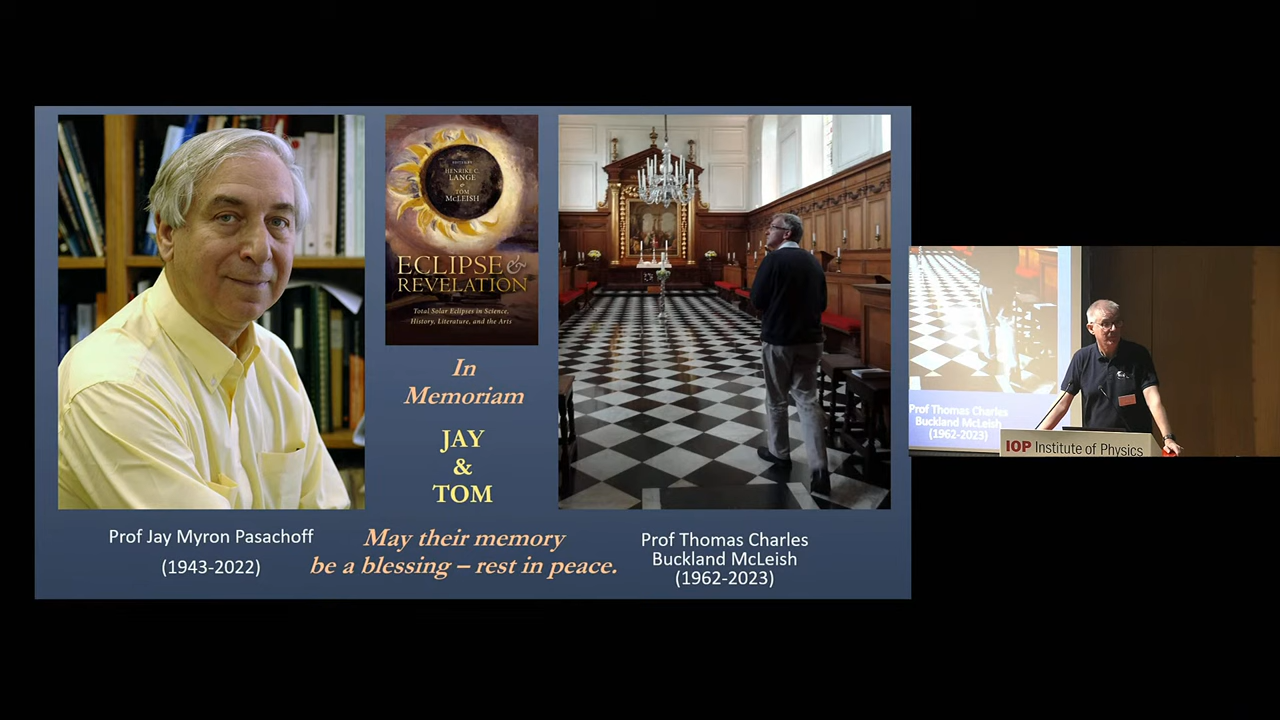 EDITED BY
HENRIKE C.
LANGE
&
TOM
McLEISH
ECLIPSE &
REVELATION
Total Solar Eclipses in Science,
History, Literature, and the Arts
In
Memoriam
JAY
&
TOM
Prof Jay Myron Pasachoff
(1943-2022)
May their memory
be a blessing – rest in peace.
Prof Thomas Charles
Buckland McLeish
(1962-2023)
Prof Thomas Charles
Buckland McLeish
(1962-2023)
IOP Institute of Physics